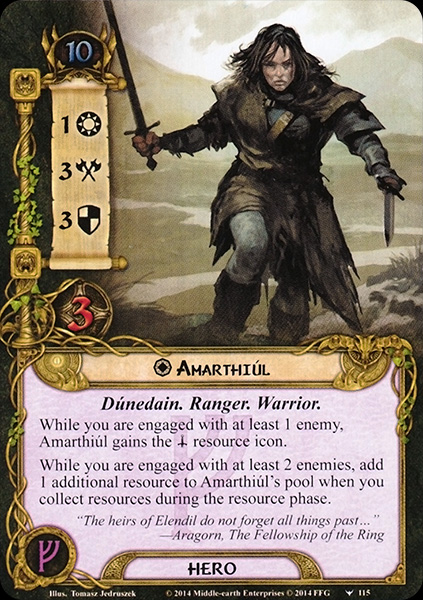 10
1
3
3
3
Amarthiúl
Dúnedain. Ranger. Warrior.
While you are engaged with at least 1 enemy,
Amarthiúl gains the resource icon.
While you are engaged with at least 2 enemies, add
1 additional resource to Amarthiúl's pool when you
collect resources during the resource phase.
"The heirs of Elendil do not forget all things past…"
—Aragorn, The Fellowship of the Ring
HERO
Illus. Tomasz Jedruszek © 2014 Middle-earth Enterprises © 2014 FFG 115